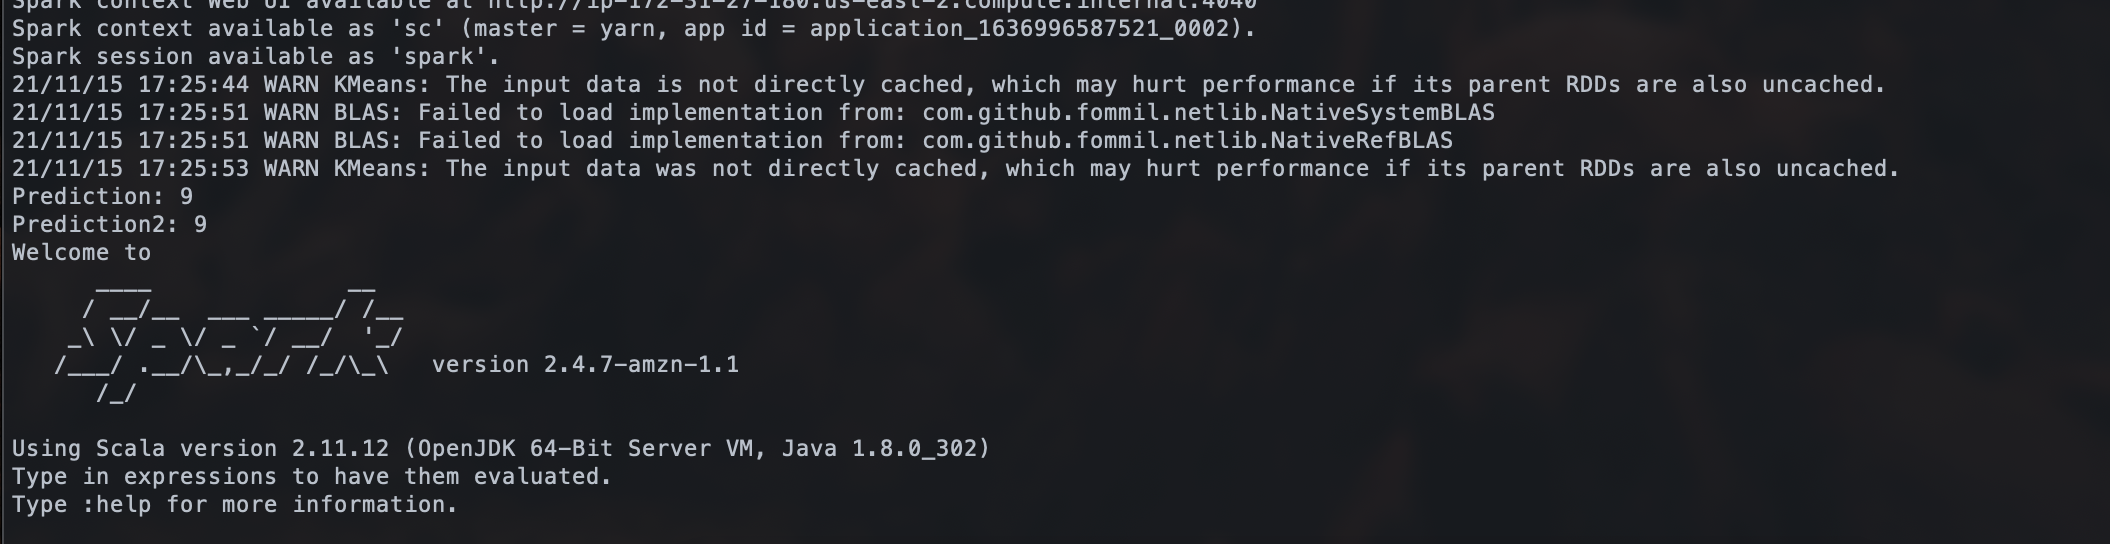 Spark context Web UI available at http://ip-172-31-27-180.us-east-2.compute.internal:4040
Spark context available as 'sc' (master = yarn, app id = application_1636996587521_0002).
Spark session available as 'spark'.
21/11/15 17:25:44 WARN KMeans: The input data is not directly cached, which may hurt performance if its parent RDDs are also uncached.
21/11/15 17:25:51 WARN BLAS: Failed to load implementation from: com.github.fommil.netlib.NativeSystemBLAS
21/11/15 17:25:51 WARN BLAS: Failed to load implementation from: com.github.fommil.netlib.NativeRefBLAS
21/11/15 17:25:53 WARN KMeans: The input data was not directly cached, which may hurt performance if its parent RDDs are also uncached.
Prediction: 9
Prediction2: 9
Welcome to
      ____              __
     / __/__  ___ _____/ /__
    _\ \/ _ \/ _ `/ __/  '_/
   /___/ .__/\_,_/_/ /_/\_\   version 2.4.7-amzn-1.1
      /_/
Using Scala version 2.11.12 (OpenJDK 64-Bit Server VM, Java 1.8.0_302)
Type in expressions to have them evaluated.
Type :help for more information.